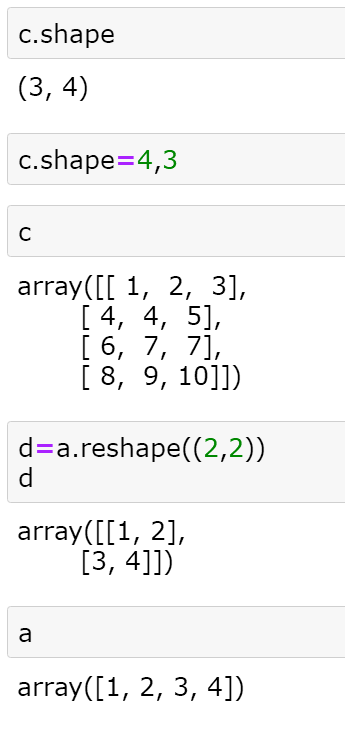 c.shape
(3, 4)
c.shape=4,3
c
array([[ 1,  2,  3],
       [ 4,  4,  5],
       [ 6,  7,  7],
       [ 8,  9, 10]])
d=a.reshape((2,2))
d
array([[1, 2],
       [3, 4]])
a
array([1, 2, 3, 4])